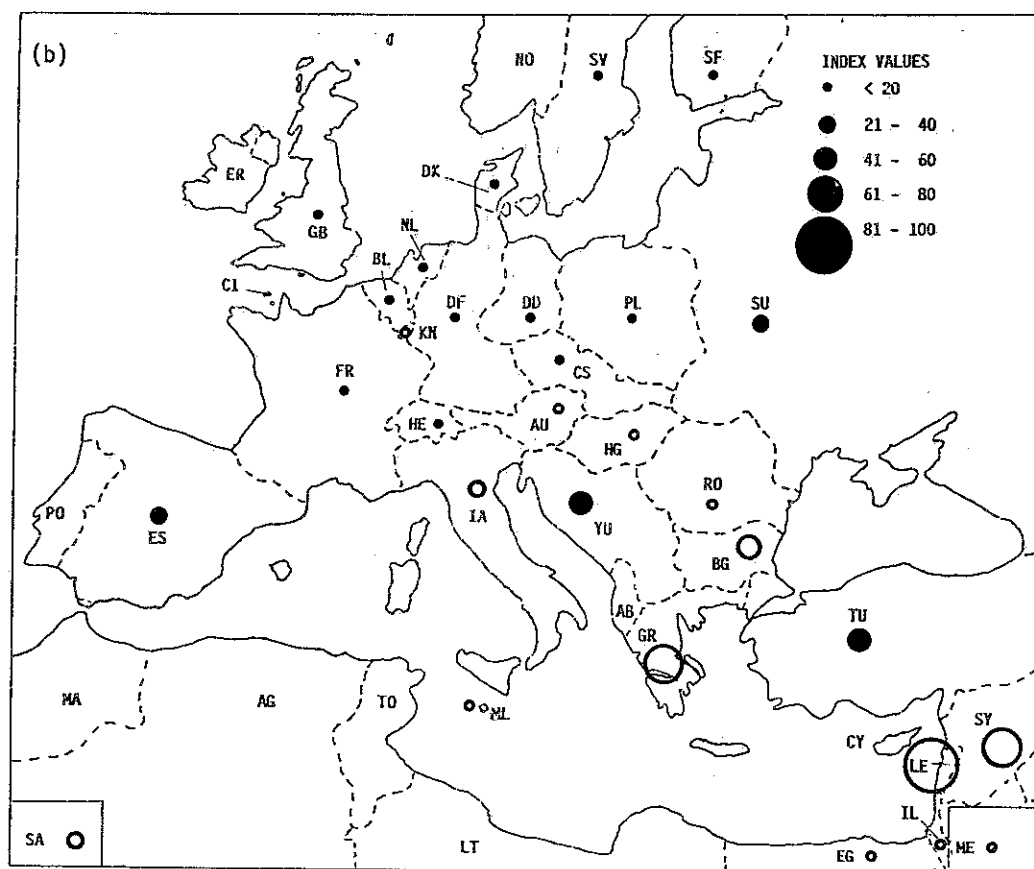 (b)
NO
SV
SF
INDEX VALUES
< 20
21 - 40
41 - 60
61 - 80
81 - 100
ER
DK
GB
NL
BL
CI
DF
DD
PL
SU
KN
FR
CS
HE
AU
HG
RO
PO
ES
IA
YU
BG
AB
GR
TU
MA
AG
TO
ML
CY
SY
LE
IL
SA
LT
EG
ME